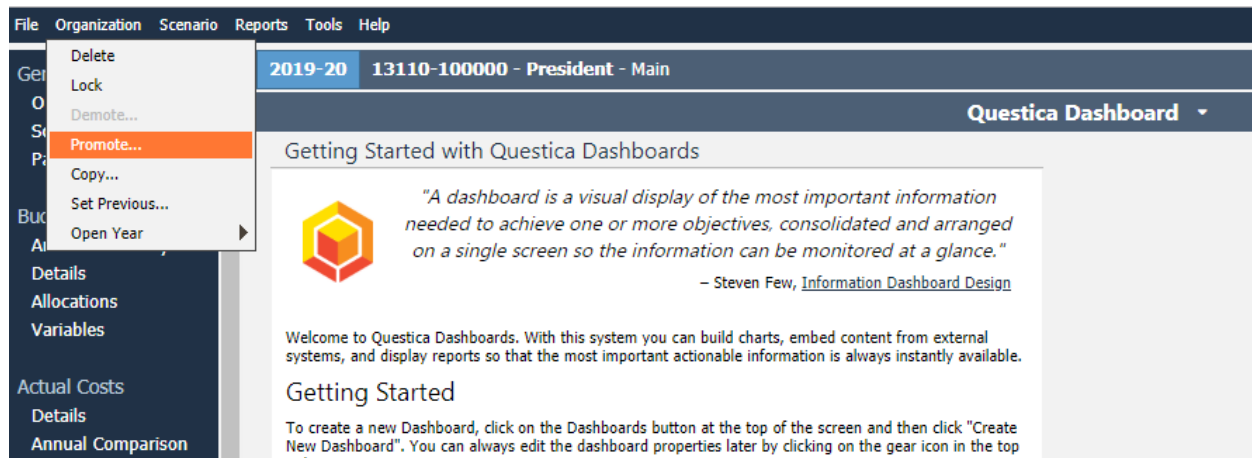 File Organization Scenario Reports Tools Help
Delete
Lock
Demote...
Promote...
Copy...
Set Previous...
Open Year
Details
Allocations
Variables
Actual Costs
Details
Annual Comparison
2019-20 13110-100000 - President - Main
Questica Dashboard
Getting Started with Questica Dashboards
"A dashboard is a visual display of the most important information
needed to achieve one or more objectives, consolidated and arranged
on a single screen so the information can be monitored at a glance."
– Steven Few, Information Dashboard Design
Welcome to Questica Dashboards. With this system you can build charts, embed content from external
systems, and display reports so that the most important actionable information is always instantly available.
Getting Started
To create a new Dashboard, click on the Dashboards button at the top of the screen and then click "Create
New Dashboard". You can always edit the dashboard properties later by clicking on the gear icon in the top